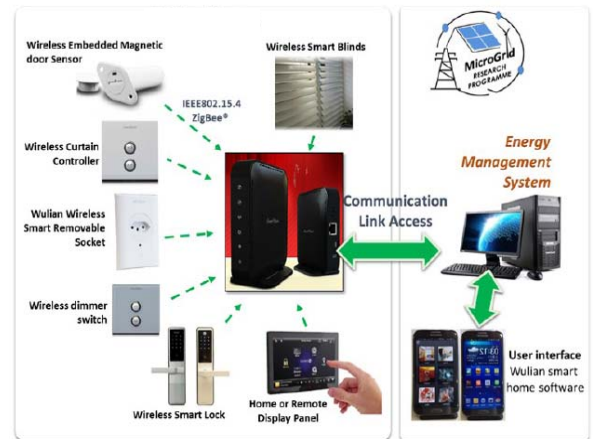 Wireless Embedded Magnetic
door Sensor
Wireless Smart Blinds
IEEE802.15.4
ZigBee®
Wireless Curtain
Controller
Wulian Wireless
Smart Removable
Socket
Wireless dimmer
switch
Wireless Smart Lock
Home or Remote
Display Panel
Communication
Link Access
MicroGrid
RESEARCH
PROGRAMME
Energy
Management
System
User interface
Wulian smart
home software